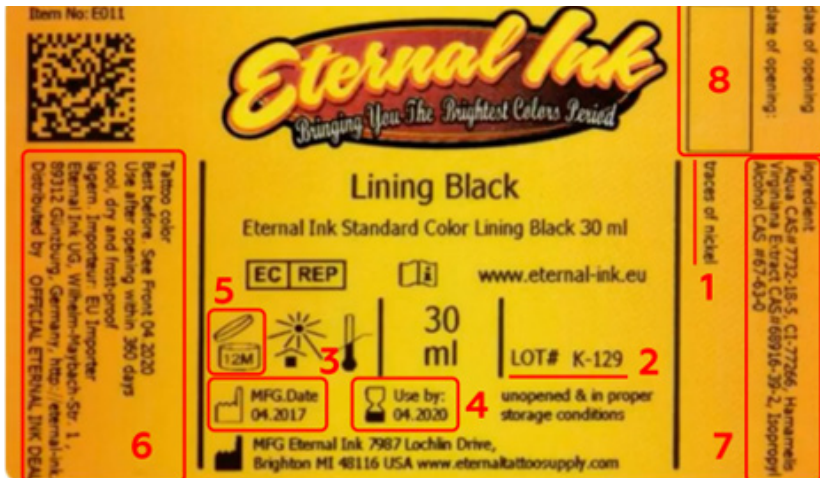 Item No: E011
Eternal Ink
Bringing You The Brightest Colors Period
8
date of opening
date of opening:
Tattoo color
Best before. See Front 04.2020
Use after opening within 360 days
cool, dry and frost-proof
lagern. Importeur: EU Importer
Eternal Ink UG, Wilhelm-Maybach-Str. 1,
89312 Günzburg, Germany, http://eternal-ink.
Distributed by OFFICIAL ETERNAL INK DEAL
6
Lining Black
Eternal Ink Standard Color Lining Black 30 ml
EC REP
www.eternal-ink.eu
5
12M
3
30
ml
LOT# K-129
2
MFG.Date
04.2017
Use by:
04.2020
4
unopened & in proper
storage conditions
MFG Eternal Ink 7987 Lochlin Drive,
Brighton MI 48116 USA www.eternaltattoosupply.com
traces of nickel
1
ingredient
Aqua CAS#7732-18-5, CI-77266, Hamamelis
Virginiana Extract CAS#68916-39-2, Isopropyl
Alcohol CAS #67-63-0
7